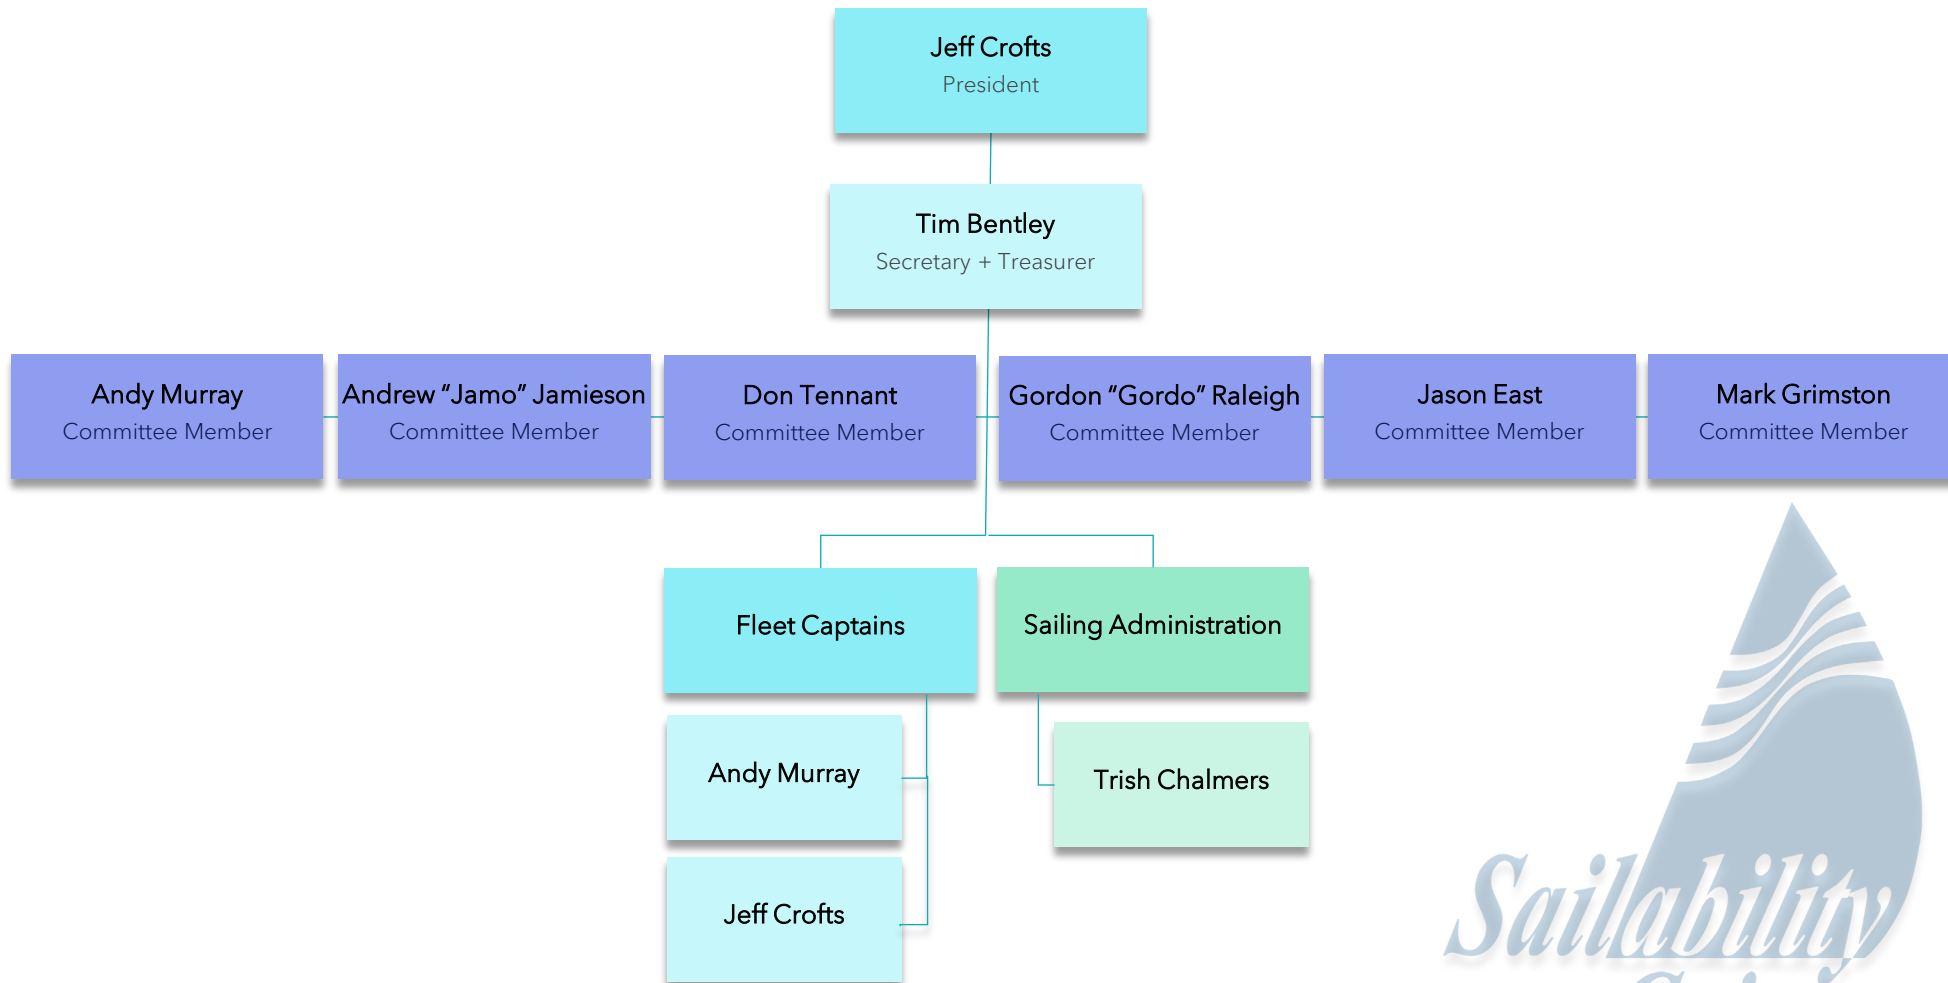 Jeff Crofts
President
Tim Bentley
Secretary + Treasurer
Andy Murray
Committee Member
Andrew “Jamo” Jamieson
Committee Member
Don Tennant
Committee Member
Gordon “Gordo” Raleigh
Committee Member
Jason East
Committee Member
Mark Grimston
Committee Member
Fleet Captains
Sailing Administration
Andy Murray
Trish Chalmers
Jeff Crofts
Sailability